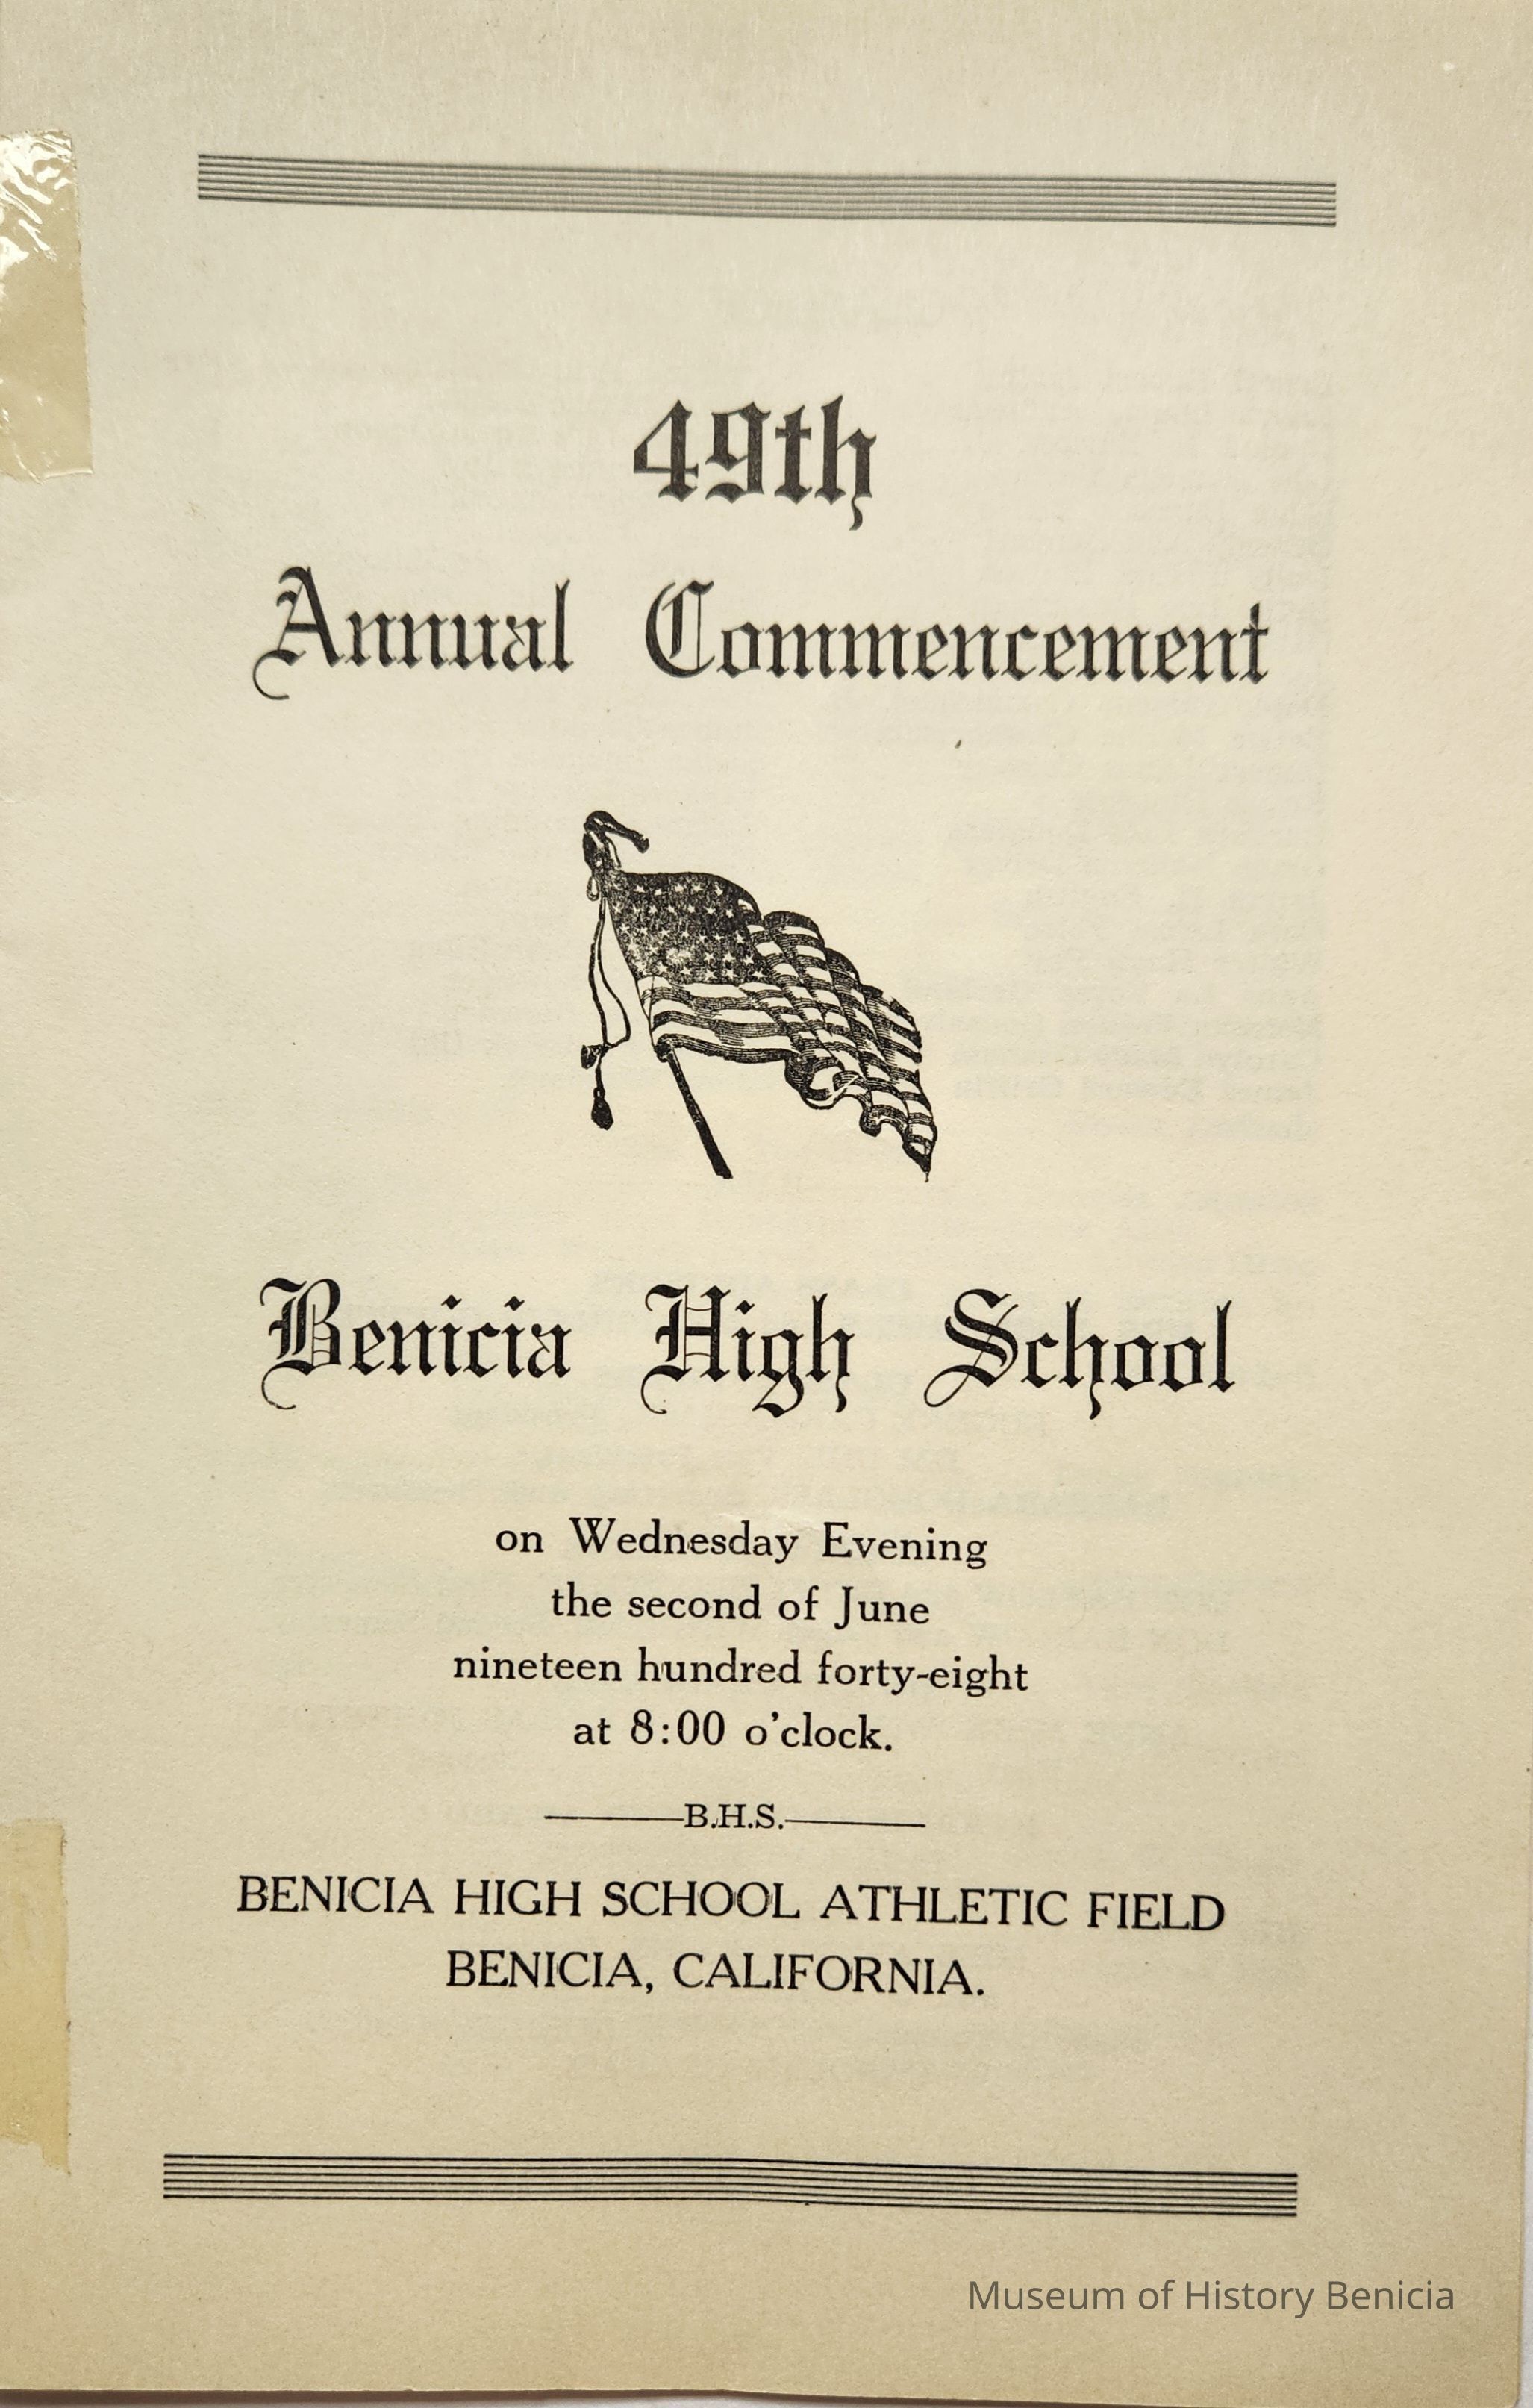 49th
Annual Commencement
Benicia High School
on Wednesday Evening
the second of June
nineteen hundred forty-eight
at 8:00 o'clock.
B.H.S.
BENICIA HIGH SCHOOL ATHLETIC FIELD
BENICIA, CALIFORNIA.
Museum of History Benicia